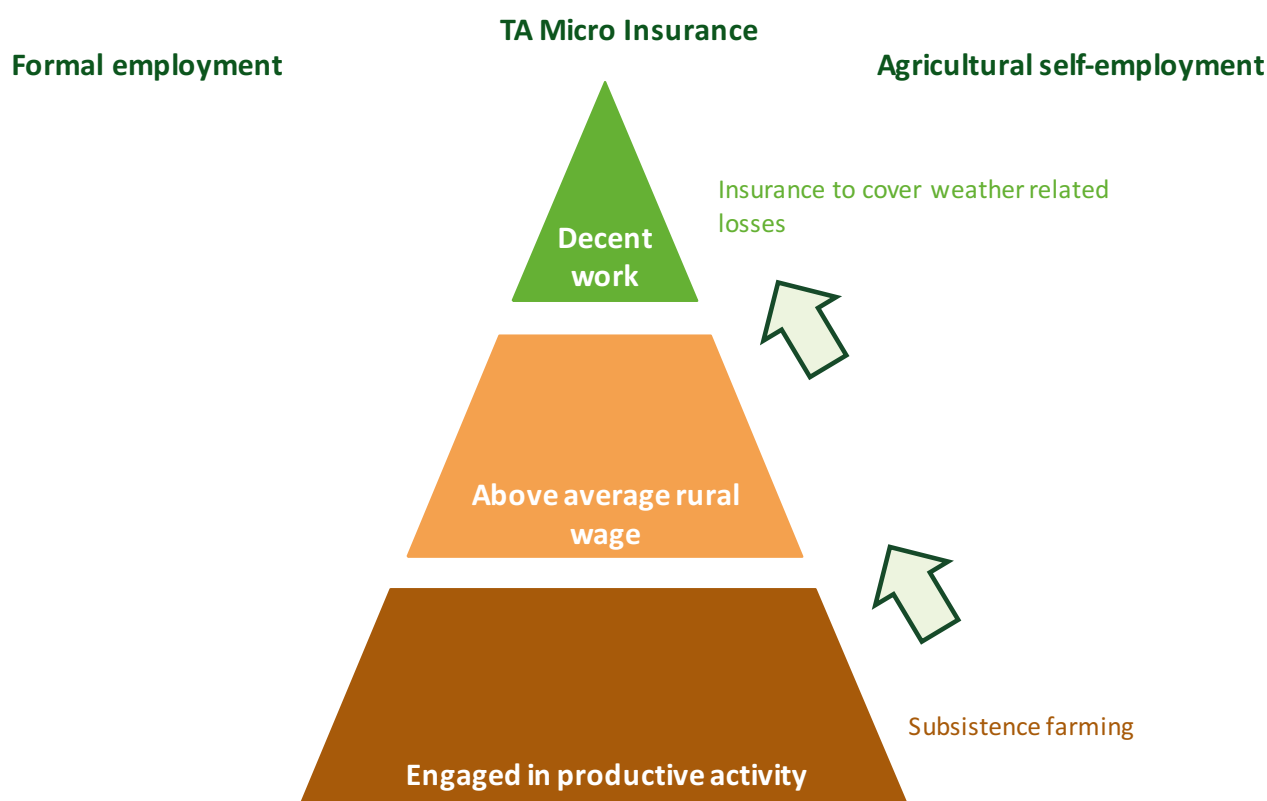 TA Micro Insurance
Formal employment
Agricultural self-employment
Insurance to cover weather related
losses
Decent
work
Above average rural
wage
Subsistence farming
Engaged in productive activity